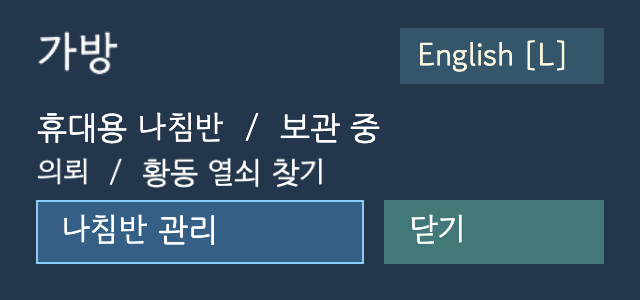 가방
English [L]
휴대용 나침반 / 보관 중
의뢰 / 황동 열쇠 찾기
나침반 관리
닫기